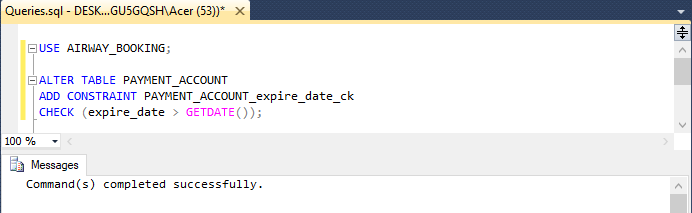 Queries.sql - DESK...GU5GQSH\Acer (53))*
USE AIRWAY_BOOKING;
ALTER TABLE PAYMENT_ACCOUNT
ADD CONSTRAINT PAYMENT_ACCOUNT_expire_date_ck
CHECK (expire_date > GETDATE());
100 %
Messages
Command(s) completed successfully.